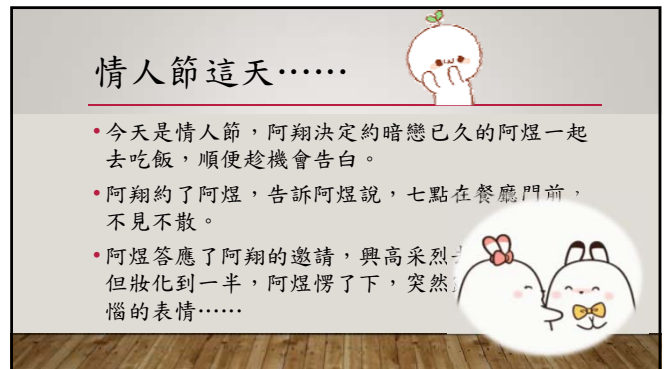 情人節這天……
•今天是情人節，阿翔決定約暗戀已久的阿煜一起
去吃飯，順便趁機會告白。
•阿翔約了阿煜，告訴阿煜說，七點在餐廳門前，
不見不散。
•阿煜答應了阿翔的邀請，興高采烈
但妝化到一半，阿煜愣了下，突然
惱的表情……